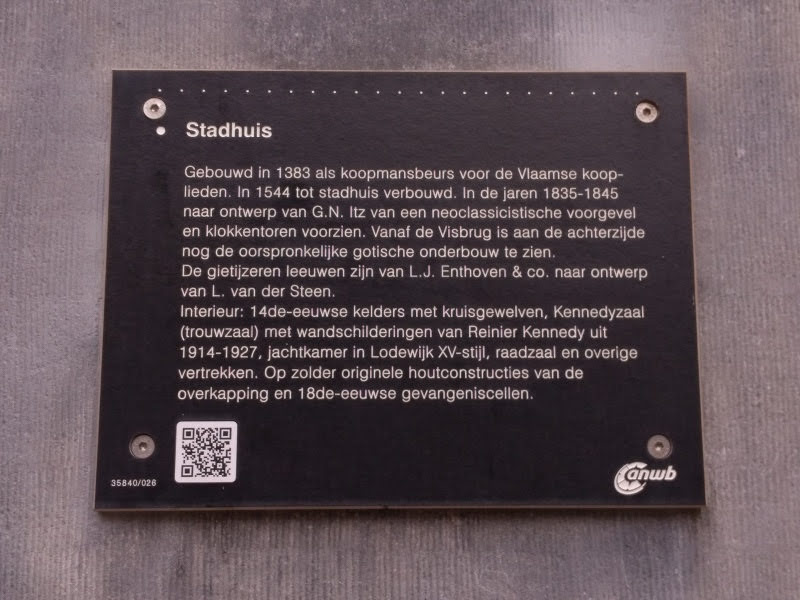 Stadhuis
Gebouwd in 1383 als koopmansbeurs voor de Vlaamse koop-
lieden. In 1544 tot stadhuis verbouwd. In de jaren 1835-1845
naar ontwerp van G.N. Itz van een neoclassicistische voorgevel
en klokkentoren voorzien. Vanaf de Visbrug is aan de achterzijde
nog de oorspronkelijke gotische onderbouw te zien.
De gietijzeren leeuwen zijn van L.J. Enthoven & co. naar ontwerp
van L. van der Steen.
Interieur: 14de-eeuwse kelders met kruisgewelven, Kennedyzaal
(trouwzaal) met wandschilderingen van Reinier Kennedy uit
1914-1927, jachtkamer in Lodewijk XV-stijl, raadzaal en overige
vertrekken. Op zolder originele houtconstructies van de
overkapping en 18de-eeuwse gevangeniscellen.
35840/026
anwb